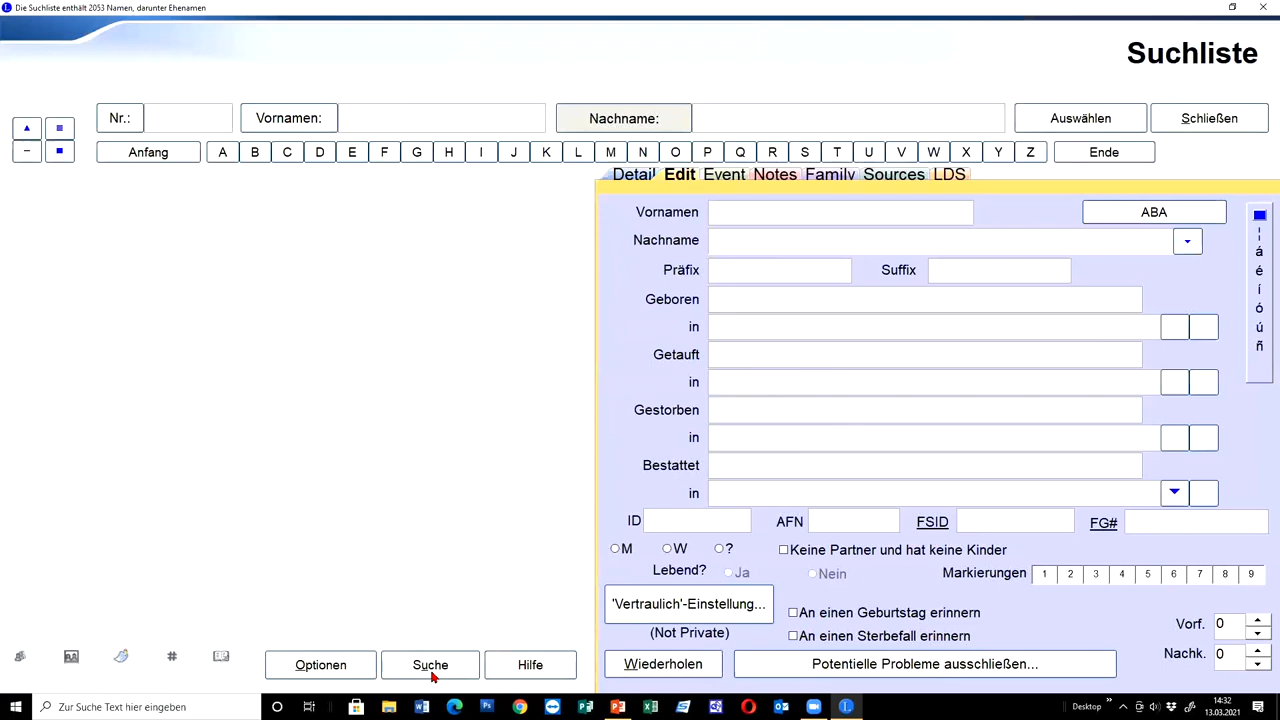 Die Suchliste enthält 2053 Namen, darunter Ehenamen
Suchliste
Nr.: Vornamen: Nachname: Auswählen Schließen
Anfang A B C D E F G H I J K L M N O P Q R S T U V W X Y Z Ende
Detail Edit Event Notes Family Sources LDS
Vornamen ABA
Nachname
Präfix Suffix
Geboren
in
Getauft
in
Gestorben
in
Bestattet
in
á
é
í
ó
ú
ñ
ID AFN FSID FG#
M W ? Keine Partner und hat keine Kinder
Lebend? Ja Nein Markierungen 1 2 3 4 5 6 7 8 9
'Vertraulich'-Einstellung...
(Not Private)
An einen Geburtstag erinnern
An einen Sterbefall erinnern
Vorf. 0
Nachk. 0
Optionen Suche Hilfe Wiederholen Potentielle Probleme ausschließen...
Zur Suche Text hier eingeben
Desktop
14:32
13.03.2021